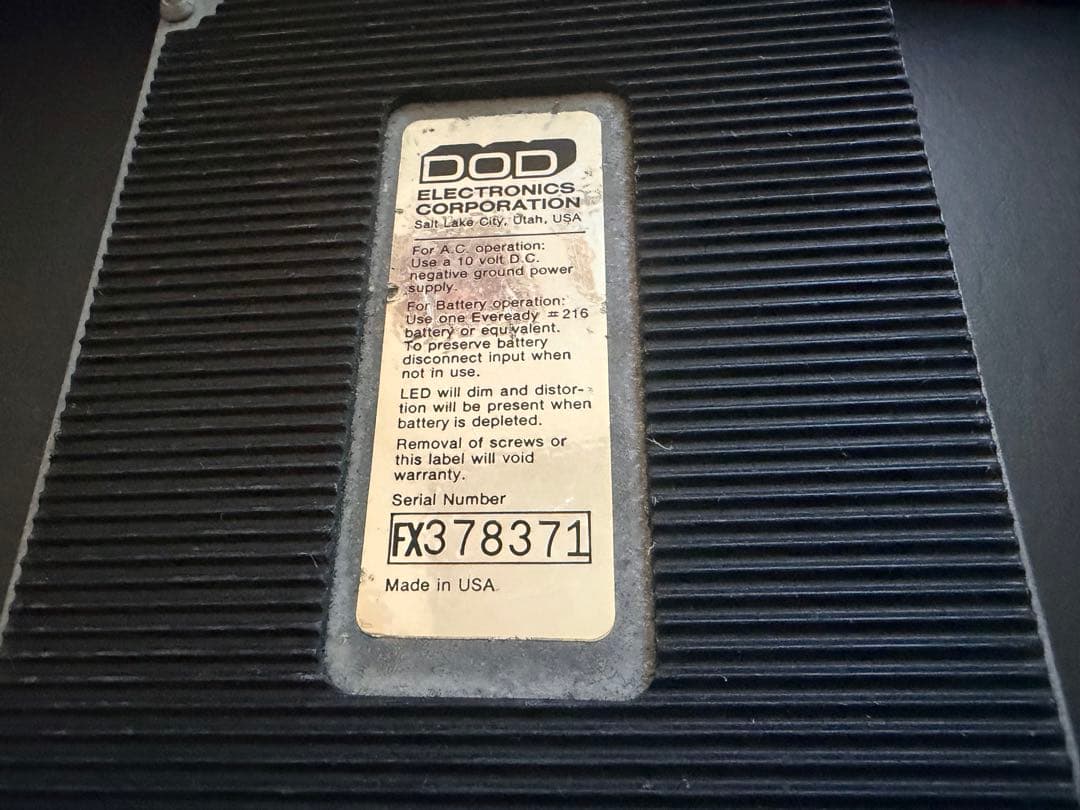 DOD
ELECTRONICS
CORPORATION
Salt Lake City, Utah, USA
For A.C. operation:
Use a 10 volt D.C.
negative ground power
supply.
For Battery operation:
Use one Eveready #216
battery or equivalent.
To preserve battery
disconnect input when
not in use.
LED will dim and distor-
tion will be present when
battery is depleted.
Removal of screws or
this label will void
warranty.
Serial Number
FX378371
Made in USA